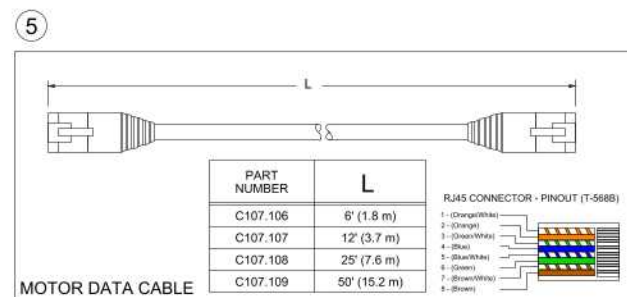 5
L
PART NUMBER L
C107.106 6' (1.8 m)
C107.107 12' (3.7 m)
C107.108 25' (7.6 m)
C107.109 50' (15.2 m)
RJ45 CONNECTOR - PINOUT (T-568B)
1 - (Orange/White)
2 - (Orange)
3 - (Green/White)
4 - (Blue)
5 - (Blue/White)
6 - (Green)
7 - (Brown/White)
8 - (Brown)
MOTOR DATA CABLE